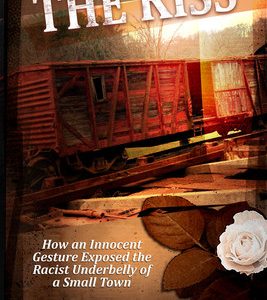 THE KISS
How an Innocent
Gesture Exposed the
Racist Underbelly of
a Small Town